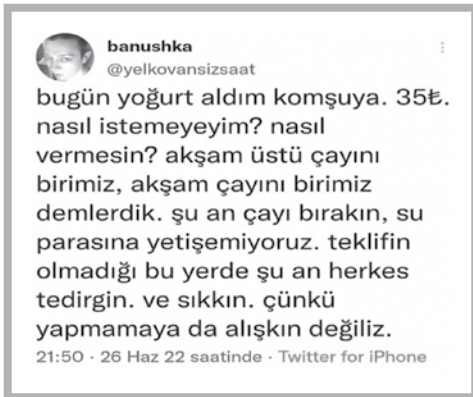 banushka
@yelkovansizsaat
bugün yoğurt aldım komşuya. 35₺.
nasıl istemeyeyim? nasıl
vermesin? akşam üstü çayını
birimiz, akşam çayını birimiz
demlerdik. şu an çayı bırakın, su
parasına yetişemiyoruz. teklifin
olmadığı bu yerde şu an herkes
tedirgin. ve sıkkın. çünkü
yapmamaya da alışkın değiliz.
21:50 · 26 Haz 22 saatinde · Twitter for iPhone